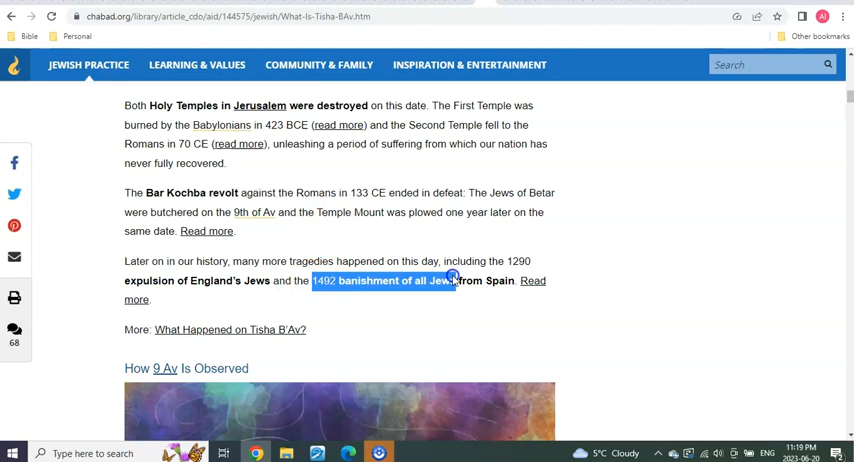 chabad.org/library/article_cdo/aid/144575/jewish/What-Is-Tisha-BAv.htm
AI
Bible
Personal
Other bookmarks
JEWISH PRACTICE
LEARNING & VALUES
COMMUNITY & FAMILY
INSPIRATION & ENTERTAINMENT
Search
Both Holy Temples in Jerusalem were destroyed on this date. The First Temple was
burned by the Babylonians in 423 BCE (read more) and the Second Temple fell to the
Romans in 70 CE (read more), unleashing a period of suffering from which our nation has
never fully recovered.
The Bar Kochba revolt against the Romans in 133 CE ended in defeat: The Jews of Betar
were butchered on the 9th of Av and the Temple Mount was plowed one year later on the
same date. Read more.
Later on in our history, many more tragedies happened on this day, including the 1290
expulsion of England's Jews and the 1492 banishment of all Jews from Spain. Read
more.
68
More: What Happened on Tisha B'Av?
How 9 Av Is Observed
Type here to search
5°C Cloudy
ENG
11:19 PM
2023-06-20
2